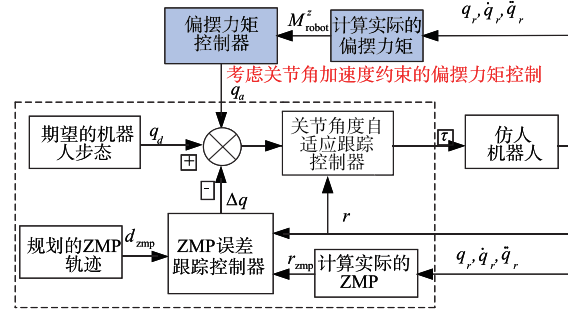 偏摆力矩
控制器
M^z_robot
计算实际的
偏摆力矩
q_r, q̇_r, q̈_r
考虑关节角加速度约束的偏摆力矩控制
q_a
期望的机器
人步态
q_d
+
-
Δq
关节角度自
适应跟踪
控制器
τ
仿人
机器人
r
规划的ZMP
轨迹
d_zmp
ZMP误差
跟踪控制器
r_zmp
计算实际的
ZMP
q_r, q̇_r, q̈_r